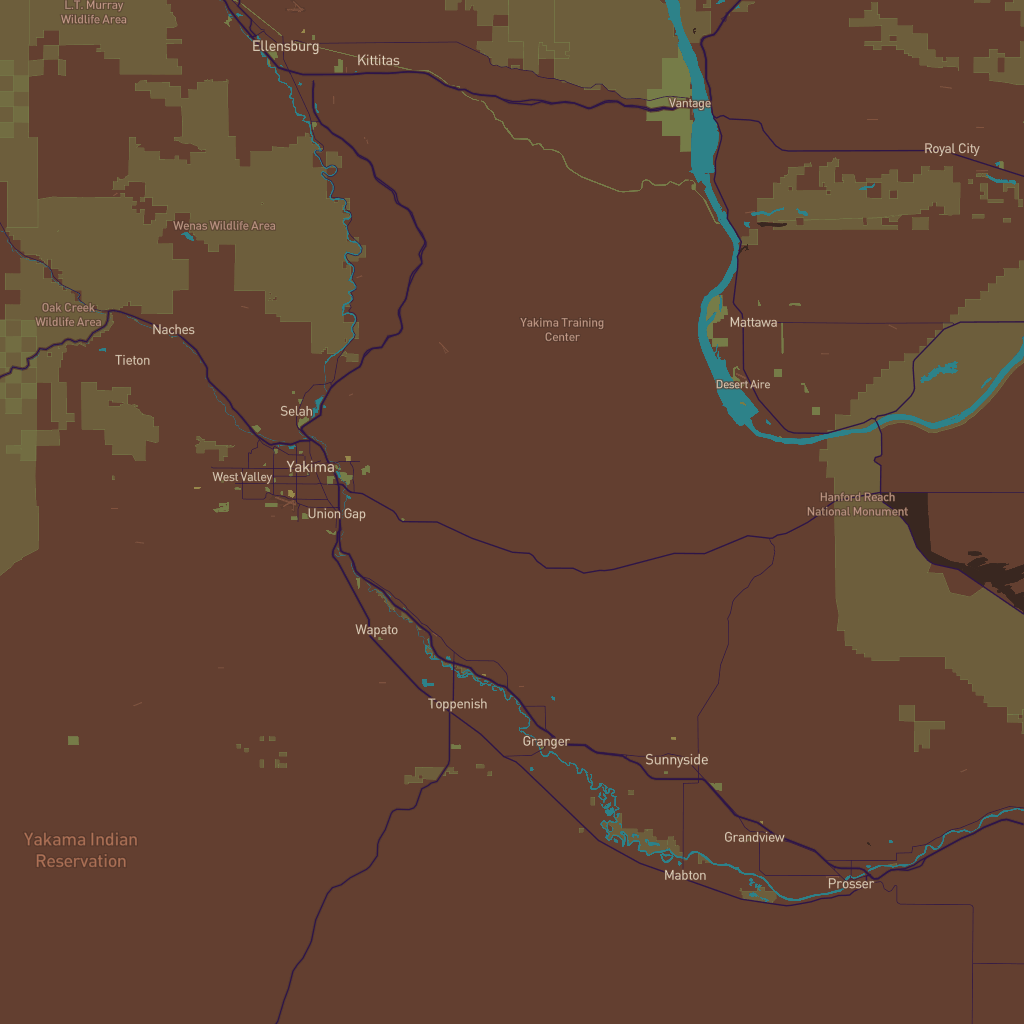 L.T. Murray
Wildlife Area
Ellensburg
Kittitas
Vantage
Royal City
Wenas Wildlife Area
Oak Creek
Wildlife Area
Naches
Tieton
Yakima Training
Center
Mattawa
Desert Aire
Selah
Yakima
West Valley
Union Gap
Hanford Reach
National Monument
Wapato
Toppenish
Granger
Sunnyside
Grandview
Yakama Indian
Reservation
Mabton
Prosser